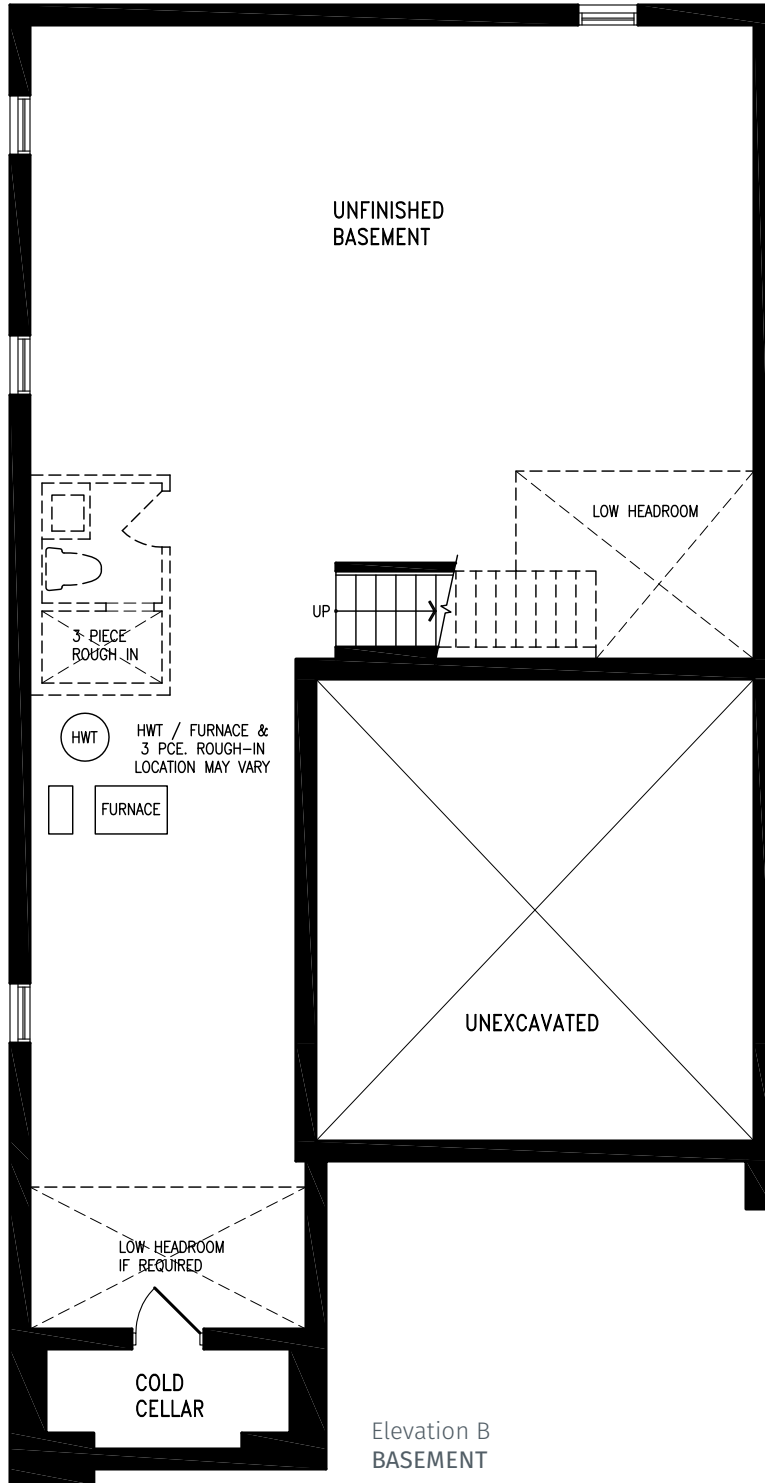 UNFINISHED
BASEMENT
LOW HEADROOM
UP
3 PIECE
ROUGH IN
HWT
HWT / FURNACE &
3 PCE. ROUGH-IN
LOCATION MAY VARY
FURNACE
UNEXCAVATED
LOW HEADROOM
IF REQUIRED
COLD
CELLAR
Elevation B
BASEMENT